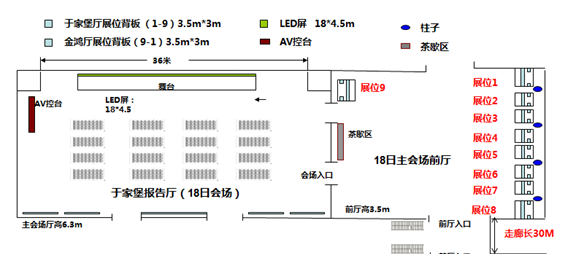 于家堡厅展位背板（1-9）3.5m*3m
LED屏 18*4.5m
柱子
金鸿厅展位背板（9-1）3.5m*3m
AV控台
茶歇区
36米
舞台
AV控台
LED屏：
18*4.5
展位9
展位1
展位2
展位3
展位4
展位5
展位6
展位7
展位8
茶歇区
18日主会场前厅
会场入口
于家堡报告厅（18日会场）
主会场厅高6.3m
前厅高3.5m
前厅入口
走廊长30M